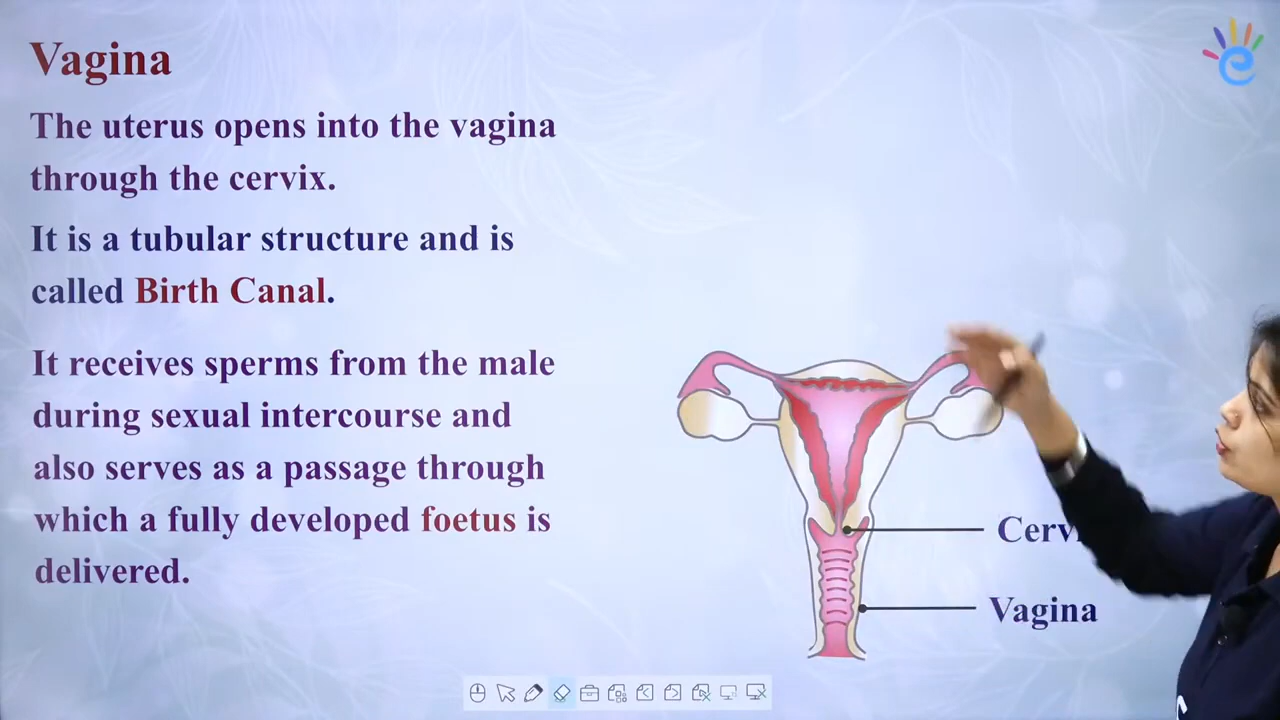 Vagina
The uterus opens into the vagina
through the cervix.
It is a tubular structure and is
called Birth Canal.
It receives sperms from the male
during sexual intercourse and
also serves as a passage through
which a fully developed foetus is
delivered.
Vagina